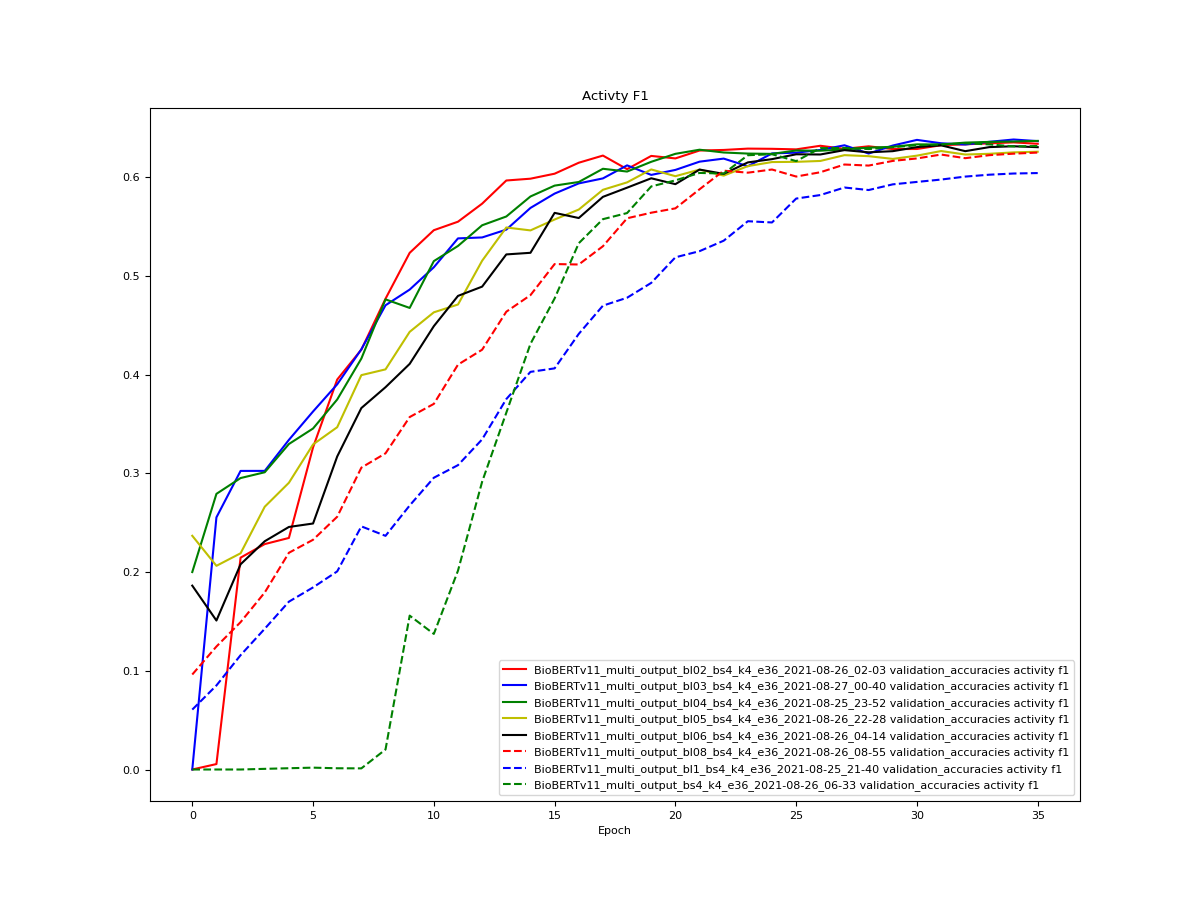 Activty F1
0.6
0.5
0.4
0.3
0.2
0.1
0.0
BioBERTv11_multi_output_bl02_bs4_k4_e36_2021-08-26_02-03 validation_accuracies activity f1
BioBERTv11_multi_output_bl03_bs4_k4_e36_2021-08-27_00-40 validation_accuracies activity f1
BioBERTv11_multi_output_bl04_bs4_k4_e36_2021-08-25_23-52 validation_accuracies activity f1
BioBERTv11_multi_output_bl05_bs4_k4_e36_2021-08-26_22-28 validation_accuracies activity f1
BioBERTv11_multi_output_bl06_bs4_k4_e36_2021-08-26_04-14 validation_accuracies activity f1
BioBERTv11_multi_output_bl08_bs4_k4_e36_2021-08-26_08-55 validation_accuracies activity f1
BioBERTv11_multi_output_bl1_bs4_k4_e36_2021-08-25_21-40 validation_accuracies activity f1
BioBERTv11_multi_output_bs4_k4_e36_2021-08-26_06-33 validation_accuracies activity f1
0 5 10 15 20 25 30 35
Epoch